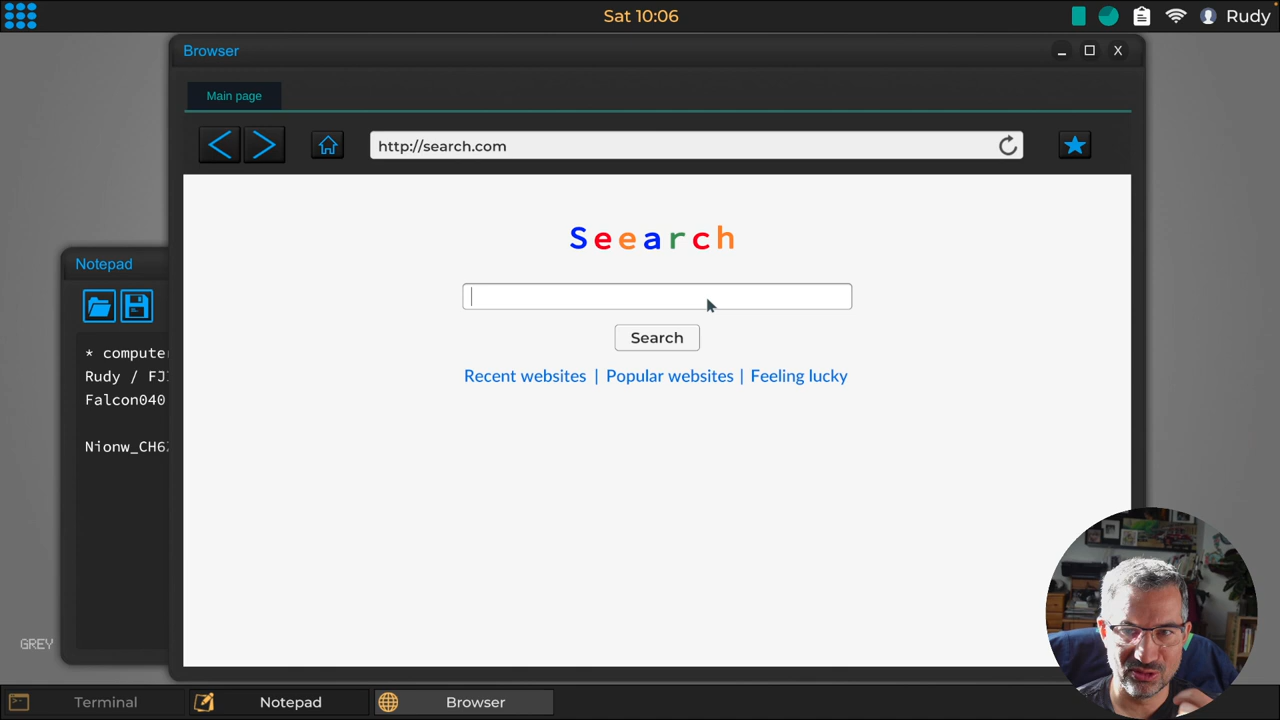 Sat 10:06
Rudy
Browser
Main page
http://search.com
Seearch
Search
Recent websites | Popular websites | Feeling lucky
Notepad
* compute
Rudy / FJ
Falcon040
Nionw_CH6
GREY
Terminal
Notepad
Browser